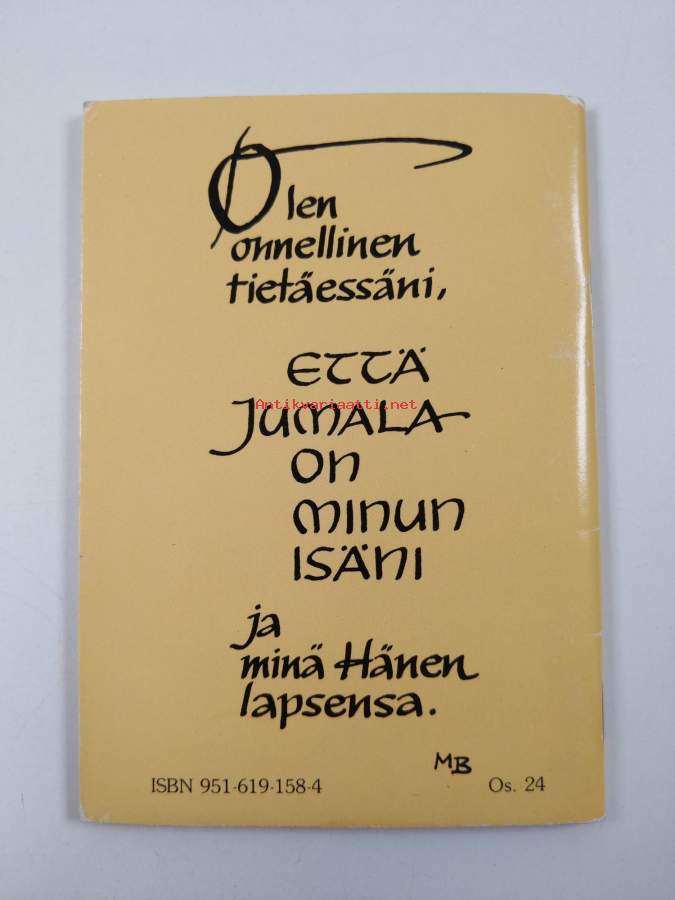 Olen
onnellinen
tietäessäni,
ETTÄ
Antikvariaatti.net
JUMALA
ON
MINUN
ISÄNI
ja
minä Hänen
lapsensa.
MB
ISBN 951-619-158-4 Os. 24